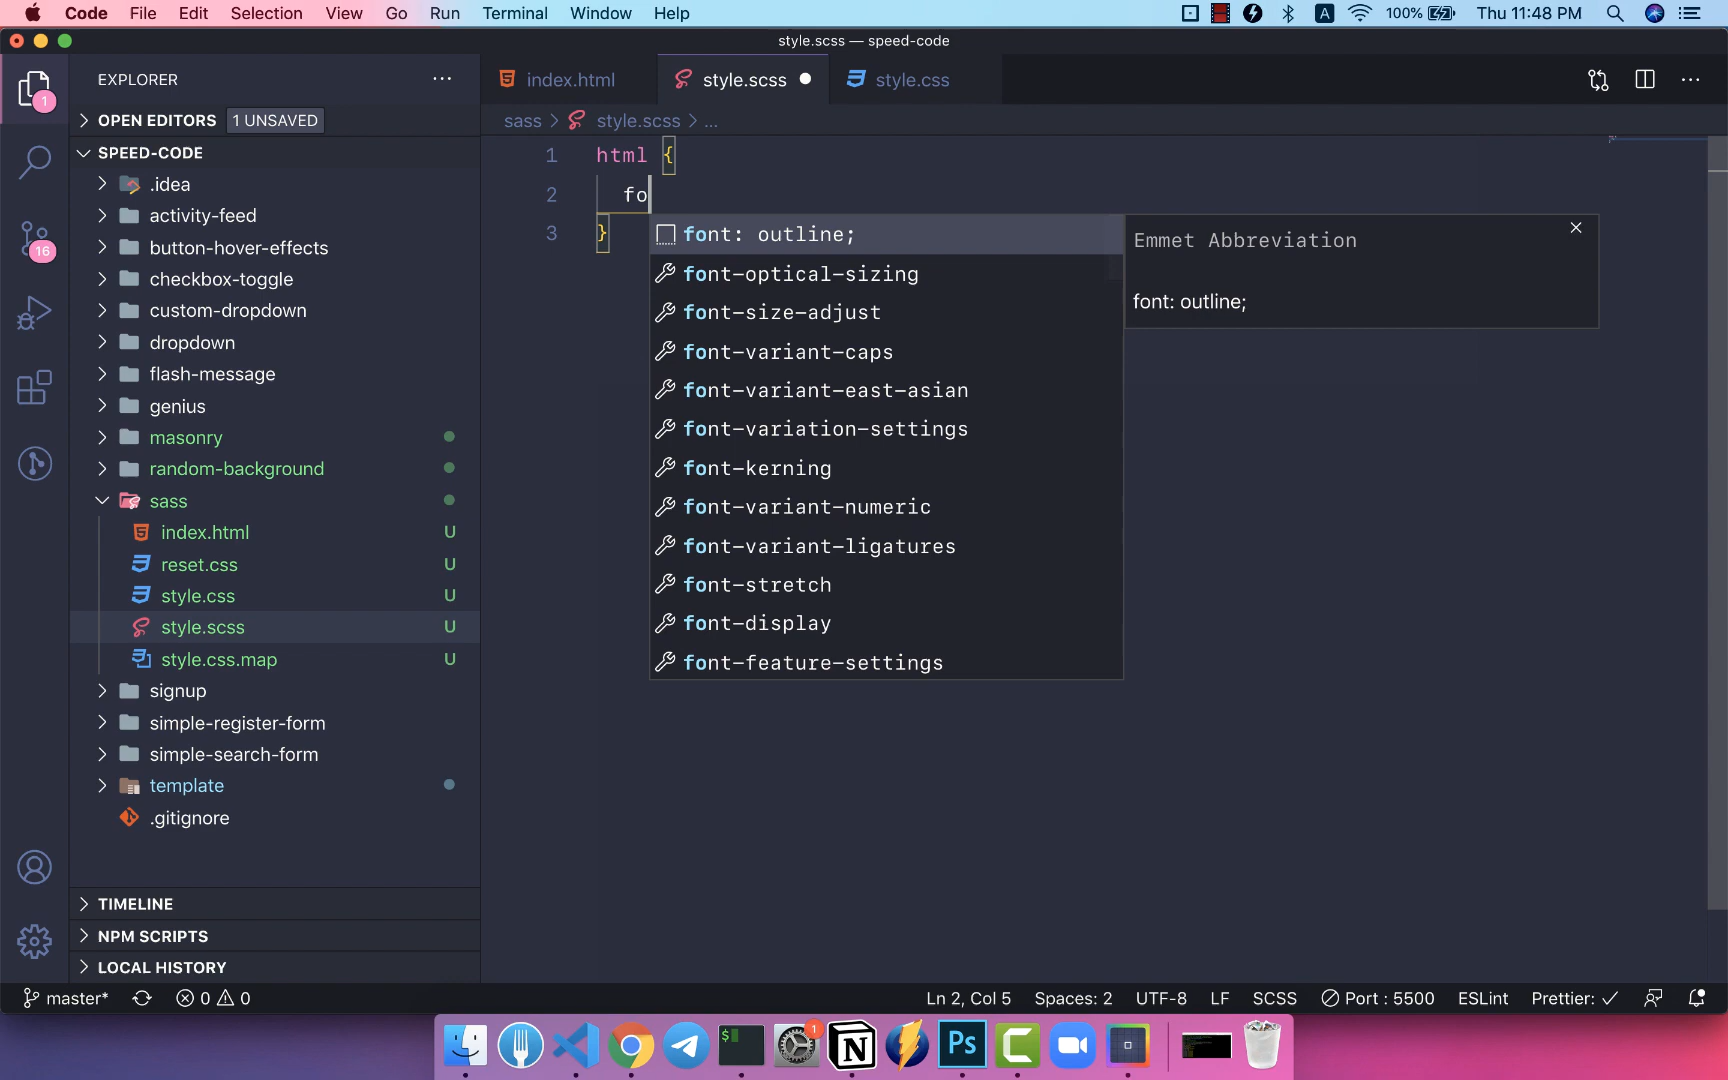 Code File Edit Selection View Go Run Terminal Window Help A 100% Thu 11:48 PM
style.scss — speed-code
EXPLORER ...
1
index.html style.scss style.css ...
OPEN EDITORS 1 UNSAVED
sass > style.scss > ...
SPEED-CODE
.idea
activity-feed
button-hover-effects
16
checkbox-toggle
custom-dropdown
dropdown
flash-message
genius
masonry
random-background
sass
index.html U
reset.css U
style.css U
style.scss U
style.css.map U
signup
simple-register-form
simple-search-form
template
.gitignore
TIMELINE
NPM SCRIPTS
LOCAL HISTORY
1 html {
2 fo
3 }
font: outline;
font-optical-sizing
font-size-adjust
font-variant-caps
font-variant-east-asian
font-variation-settings
font-kerning
font-variant-numeric
font-variant-ligatures
font-stretch
font-display
font-feature-settings
Emmet Abbreviation
font: outline;
master* 0 0 Ln 2, Col 5 Spaces: 2 UTF-8 LF SCSS Port : 5500 ESLint Prettier: ✓
$ 1 N Ps C